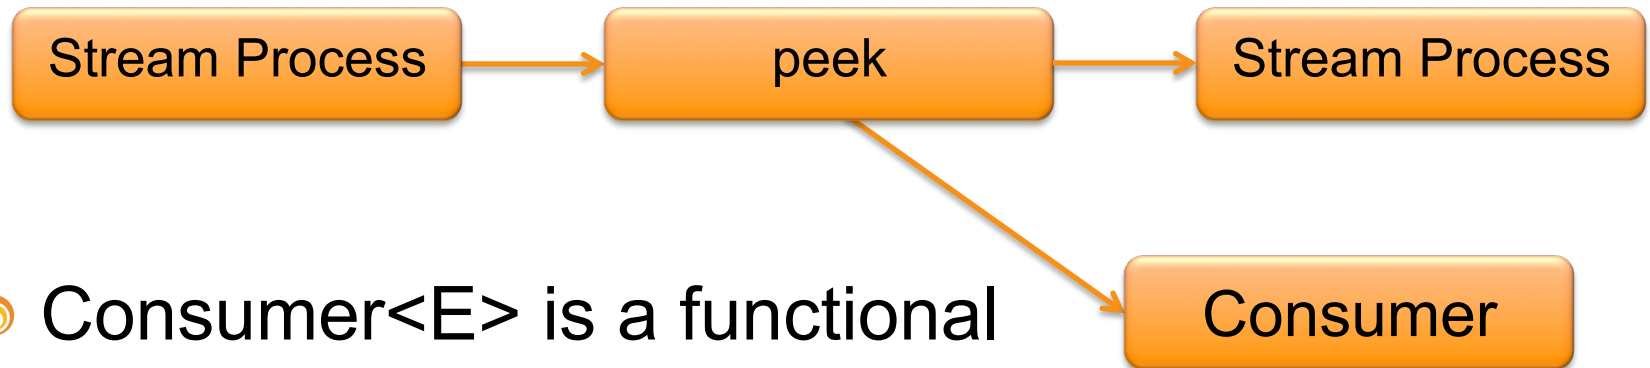 Stream Process
peek
Stream Process
Consumer<E> is a functional
Consumer